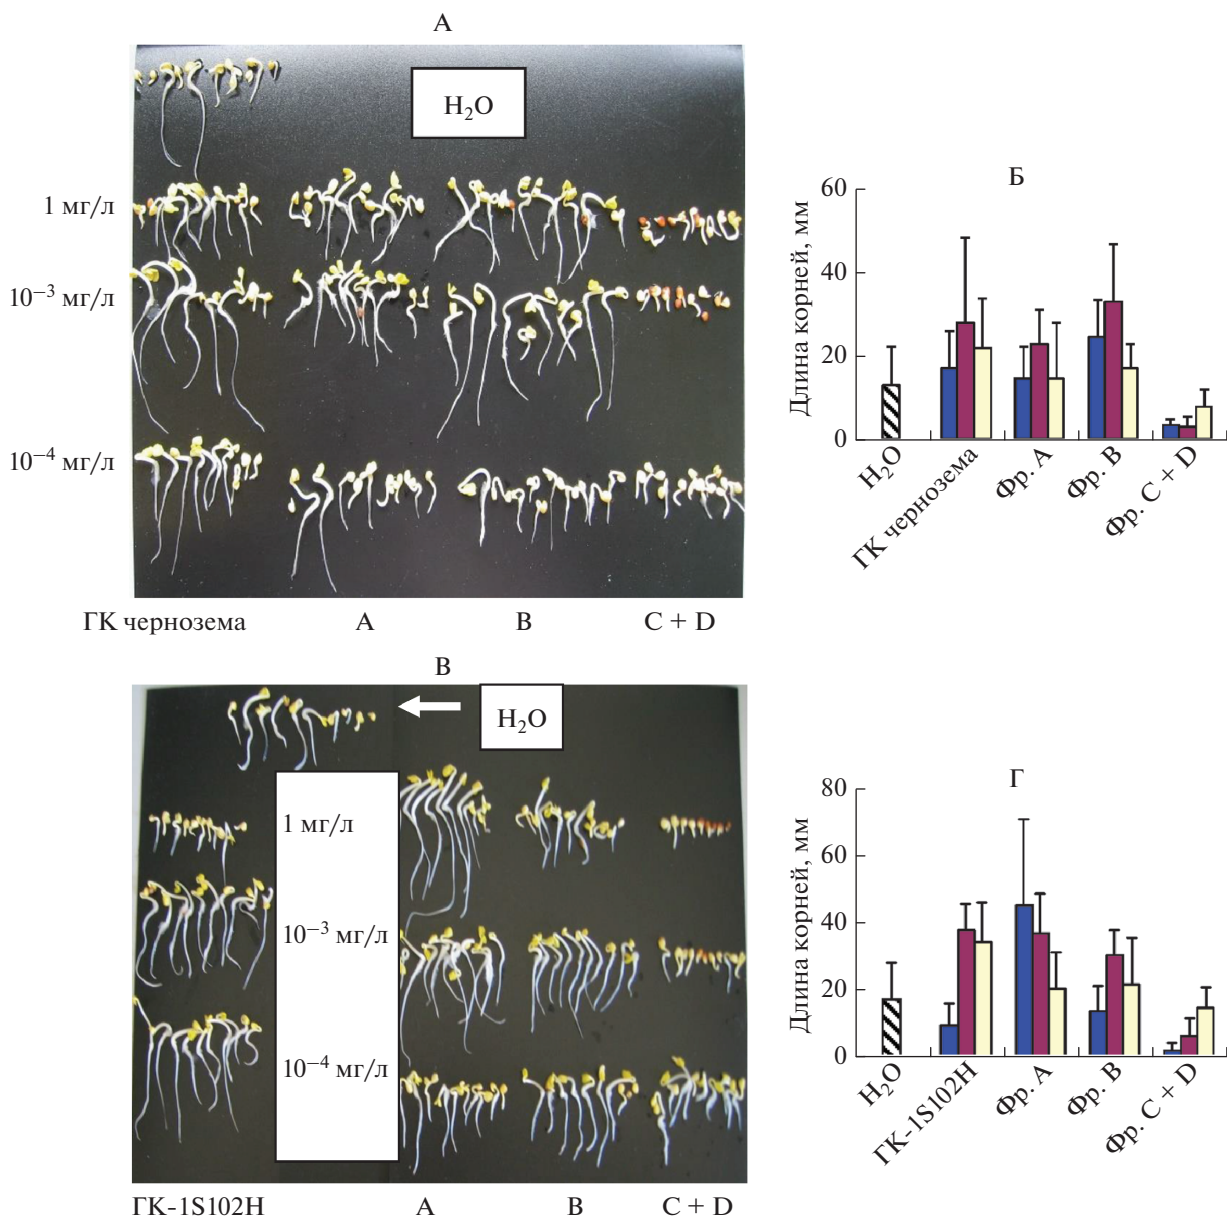 А
H₂O
1 мг/л
10⁻³ мг/л
10⁻⁴ мг/л
ГК чернозема
A
B
C + D
Б
60
40
20
0
Длина корней, мм
H₂O
ГК чернозема
Фр. A
Фр. B
Фр. C + D
В
H₂O
1 мг/л
10⁻³ мг/л
10⁻⁴ мг/л
ГК-1S102H
A
B
C + D
Г
80
60
40
20
0
Длина корней, мм
H₂O
ГК-1S102H
Фр. A
Фр. B
Фр. C + D